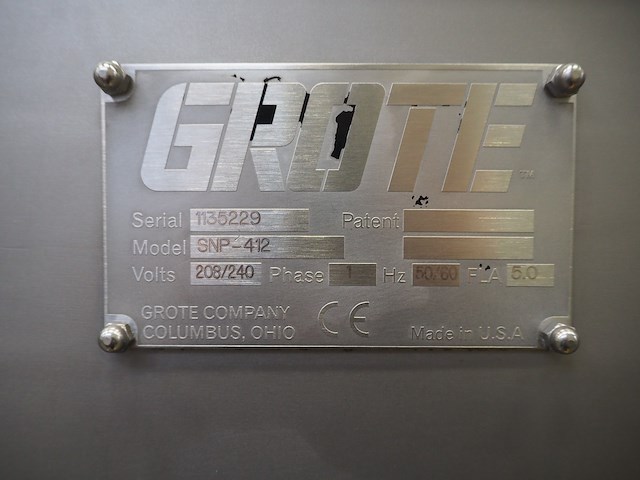 GROTE™
Serial 1135229 Patent
Model SNP-412
Volts 208/240 Phase 1 Hz 50/60 FLA 5.0
GROTE COMPANY
COLUMBUS, OHIO CE Made in U.S.A